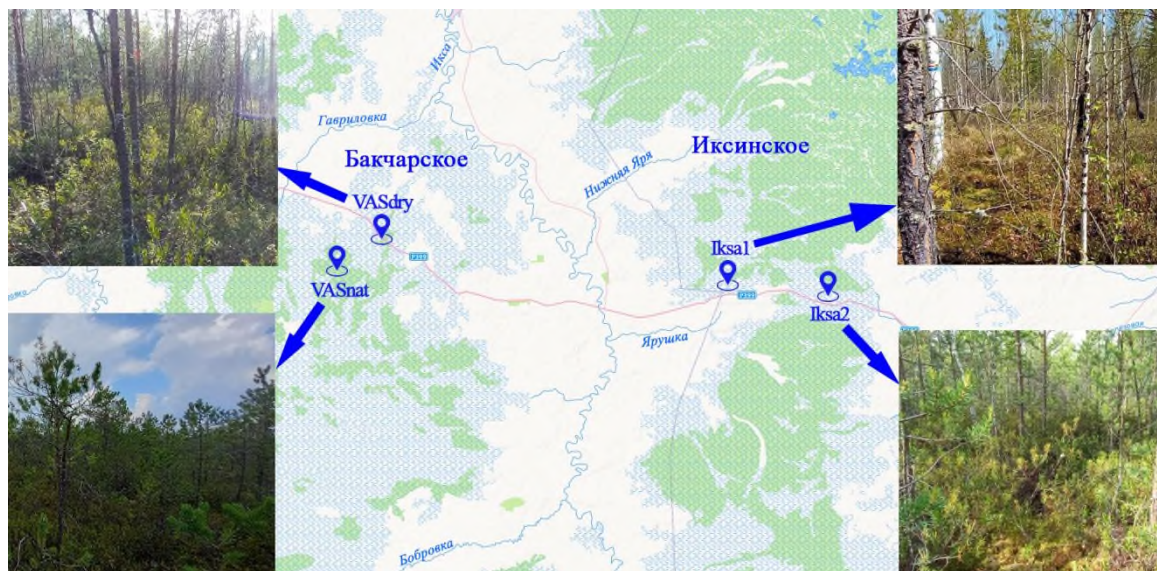 Икса
Гавриловка
Бакчарское
Иксинское
Нижняя Яря
VASdry
VASnat
Iksa1
Iksa2
Ярушка
Бобровка